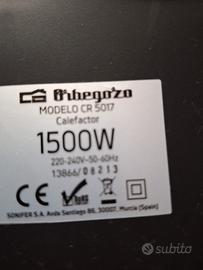 Orbegozo
MODELO CR 5017
Calefactor
1500W
220-240V~50-60Hz
13866/08213
SONIFER S.A. Avda Santiago 86, 30007, Murcia (Spain)
subito